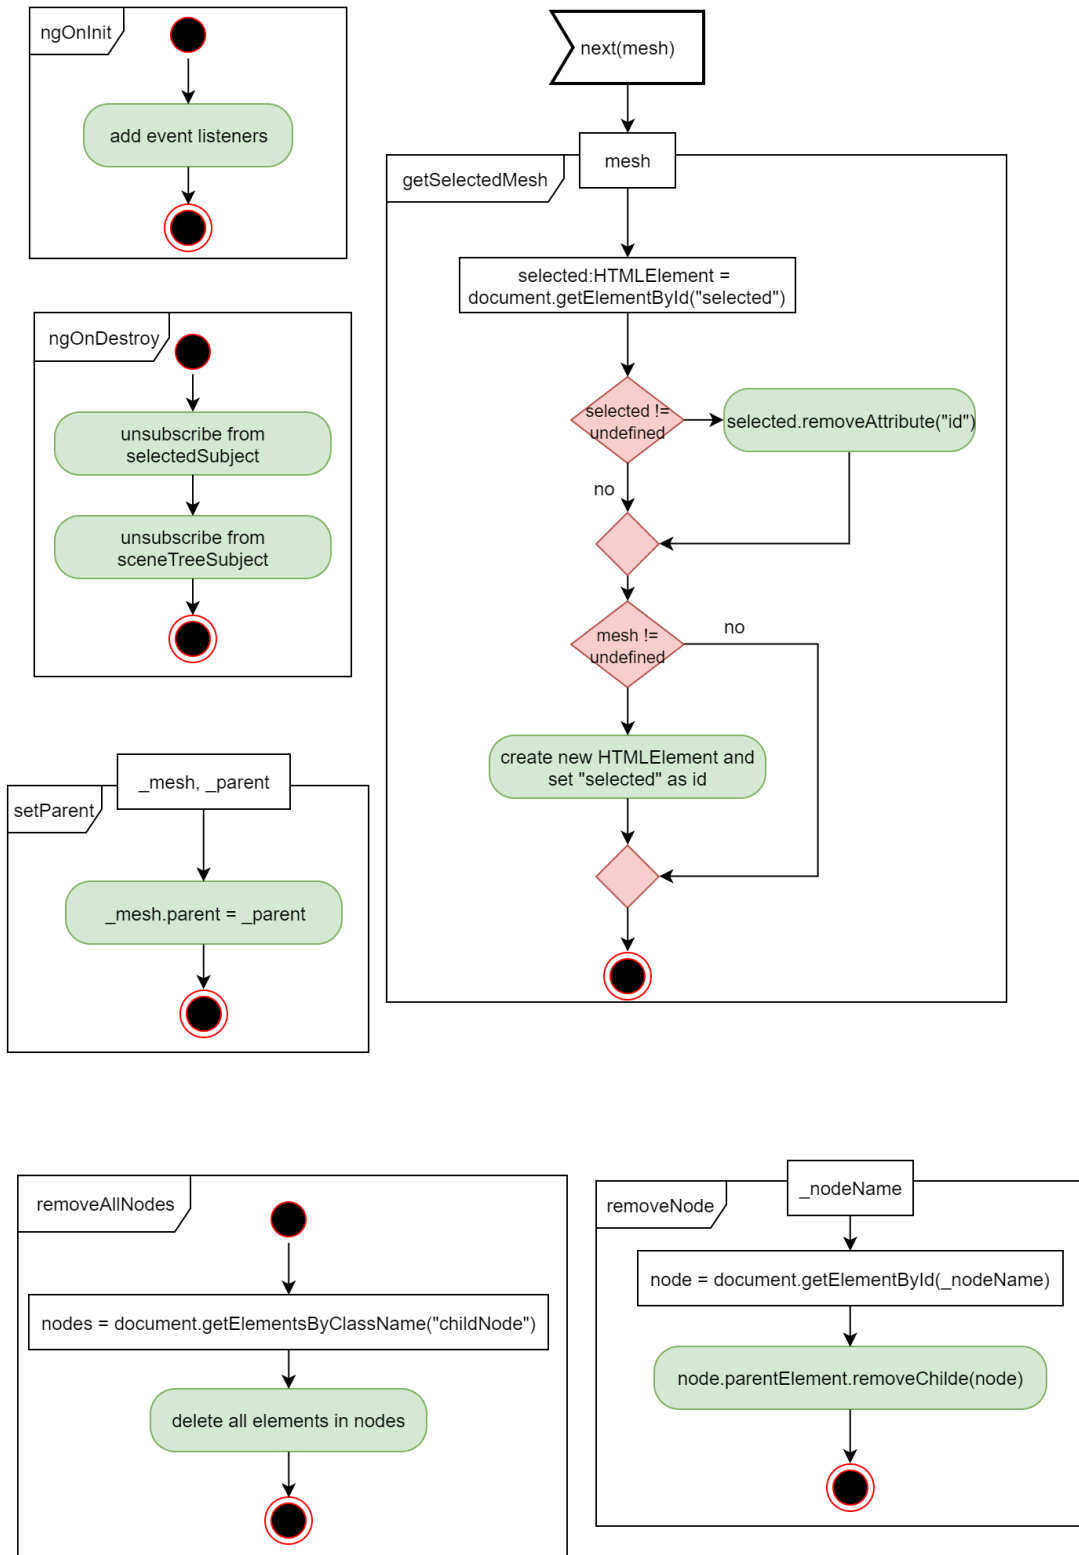 ngOnInit
add event listeners
next(mesh)
mesh
getSelectedMesh
selected:HTMLElement =
document.getElementById("selected")
selected !=
undefined
selected.removeAttribute("id")
no
mesh !=
undefined
no
create new HTMLElement and
set "selected" as id
ngOnDestroy
unsubscribe from
selectedSubject
unsubscribe from
sceneTreeSubject
_mesh, _parent
setParent
_mesh.parent = _parent
removeAllNodes
nodes = document.getElementsByClassName("childNode")
delete all elements in nodes
_nodeName
removeNode
node = document.getElementById(_nodeName)
node.parentElement.removeChilde(node)